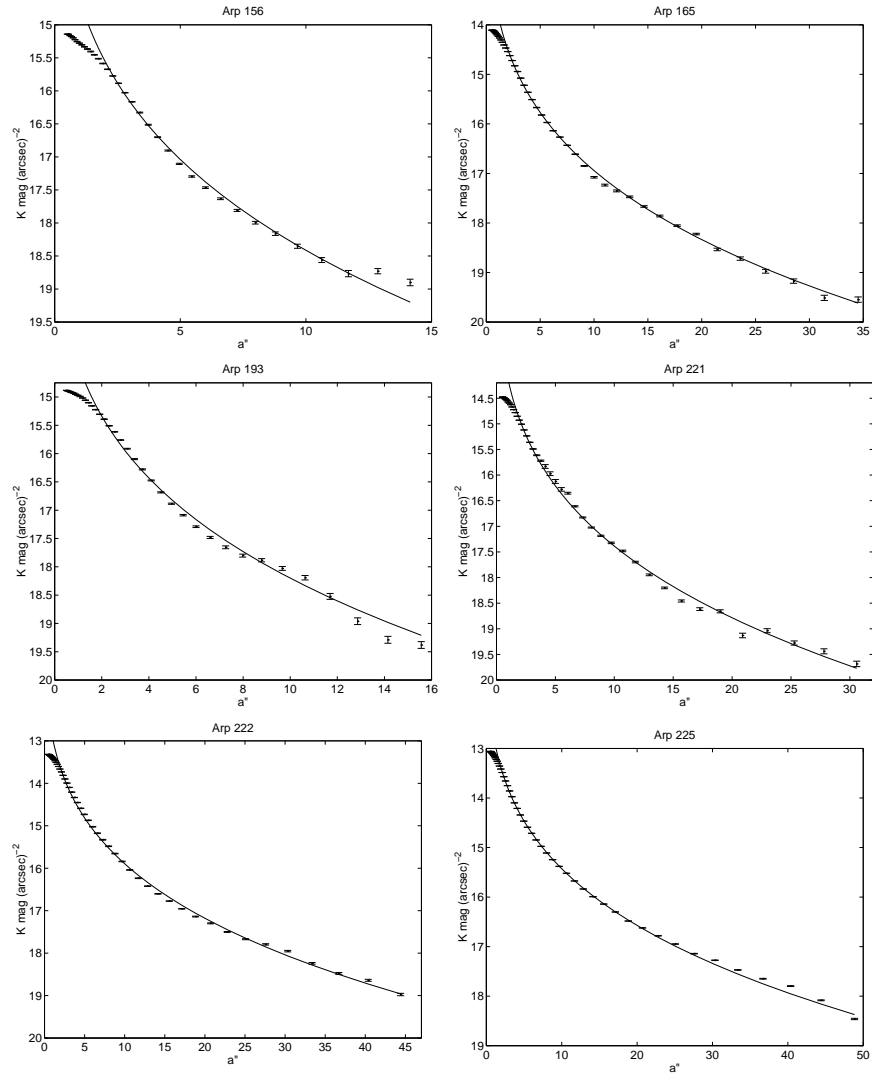 Arp 156
15
15.5
16
16.5
17
17.5
18
18.5
19
19.5
0 5 10 15
K mag (arcsec)−2
a"
Arp 165
14
15
16
17
18
19
20
0 5 10 15 20 25 30 35
K mag (arcsec)−2
a"
Arp 193
15
15.5
16
16.5
17
17.5
18
18.5
19
19.5
20
0 2 4 6 8 10 12 14 16
K mag (arcsec)−2
a"
Arp 221
14.5
15
15.5
16
16.5
17
17.5
18
18.5
19
19.5
20
0 5 10 15 20 25 30
K mag (arcsec)−2
a"
Arp 222
13
14
15
16
17
18
19
20
0 5 10 15 20 25 30 35 40 45
K mag (arcsec)−2
a"
Arp 225
13
14
15
16
17
18
19
0 10 20 30 40 50
K mag (arcsec)−2
a"